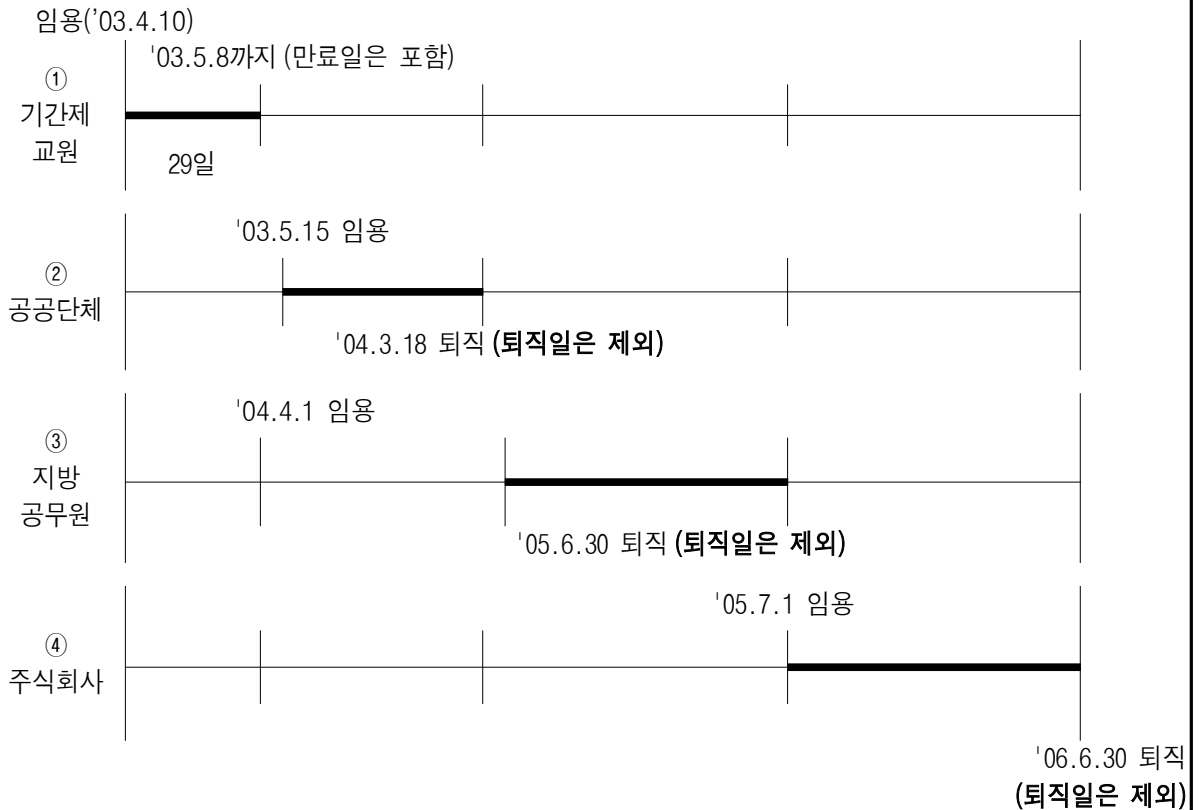 임용('03.4.10)
'03.5.8까지 (만료일은 포함)
①
기간제
교원
29일
'03.5.15 임용
②
공공단체
'04.3.18 퇴직 (퇴직일은 제외)
'04.4.1 임용
③
지방
공무원
'05.6.30 퇴직 (퇴직일은 제외)
'05.7.1 임용
④
주식회사
'06.6.30 퇴직
(퇴직일은 제외)